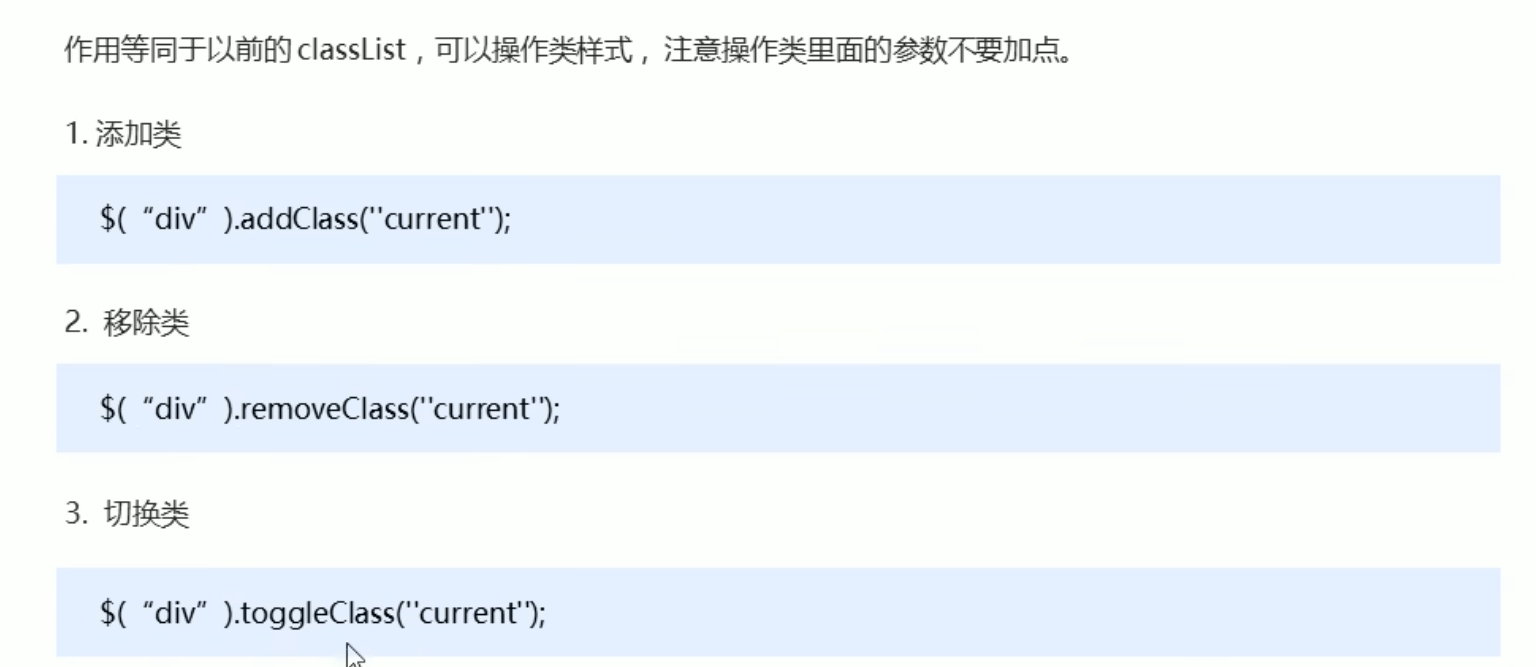 作用等同于以前的 classList，可以操作类样式， 注意操作类里面的参数不要加点。
1. 添加类
$(“div”).addClass(''current'');
2. 移除类
$(“div”).removeClass(''current'');
3. 切换类
$(“div”).toggleClass(''current'');